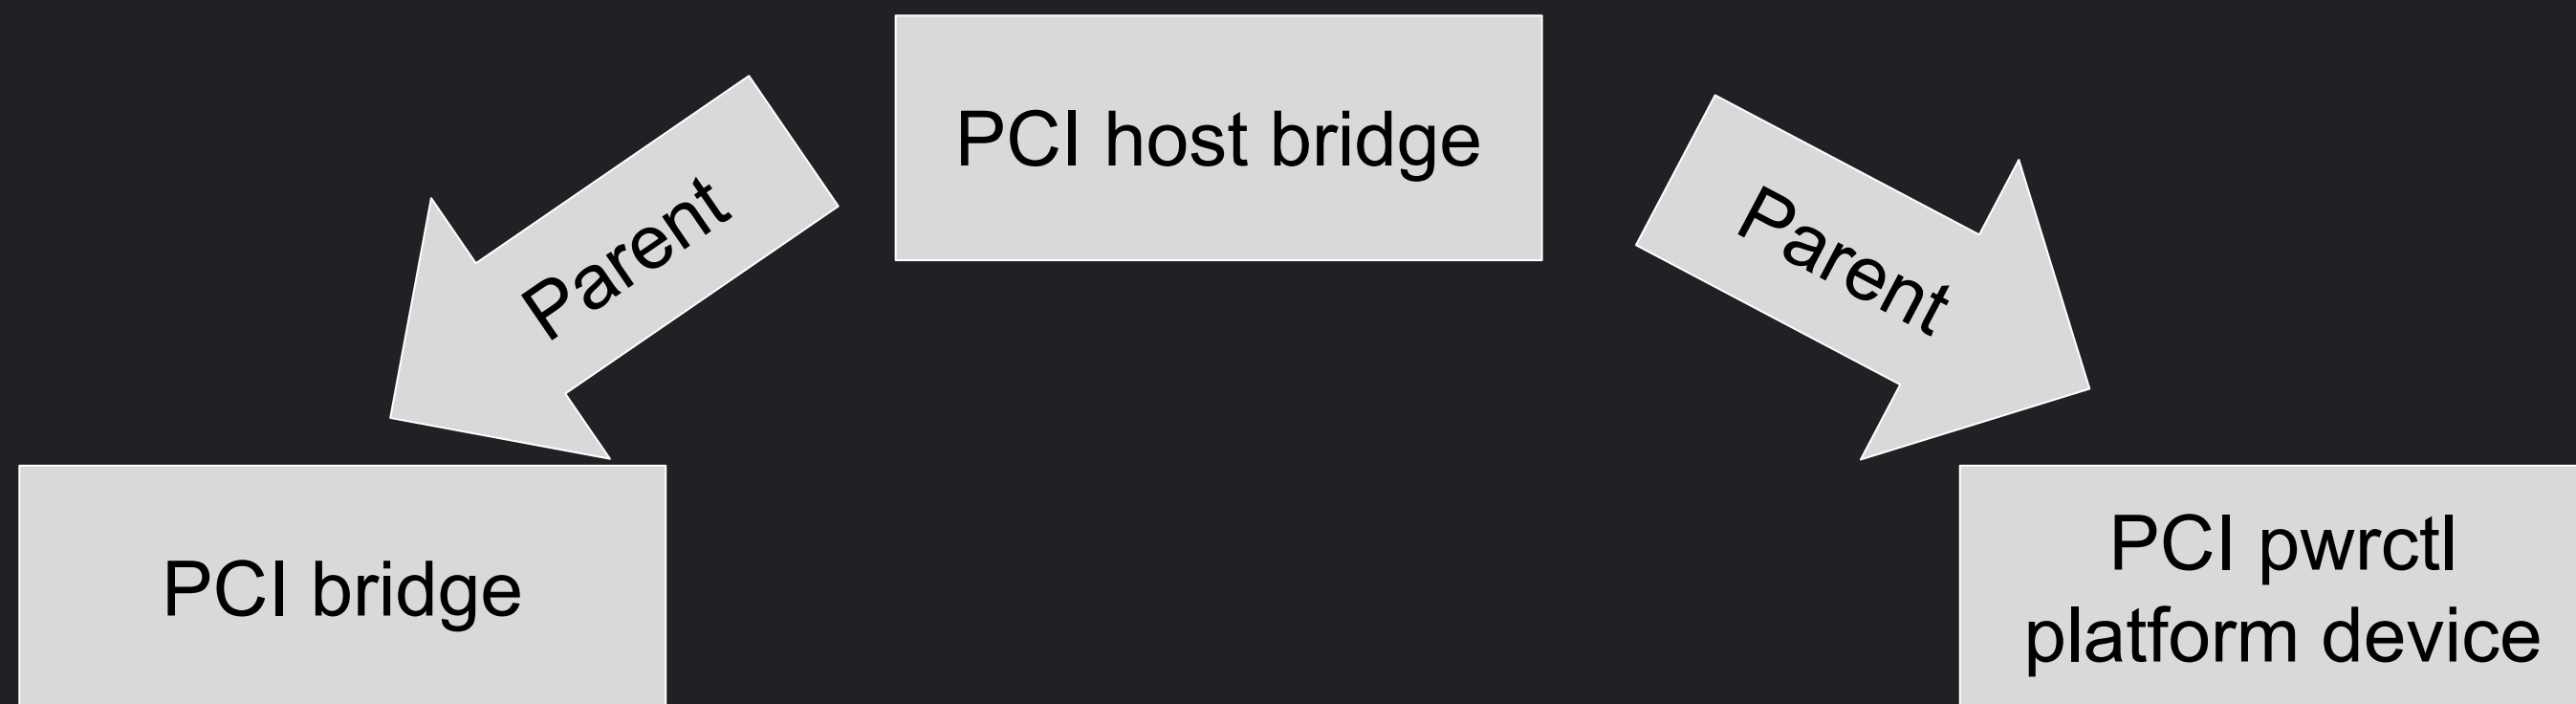 PCI host bridge
Parent
Parent
PCI bridge
PCI pwrctl
platform device